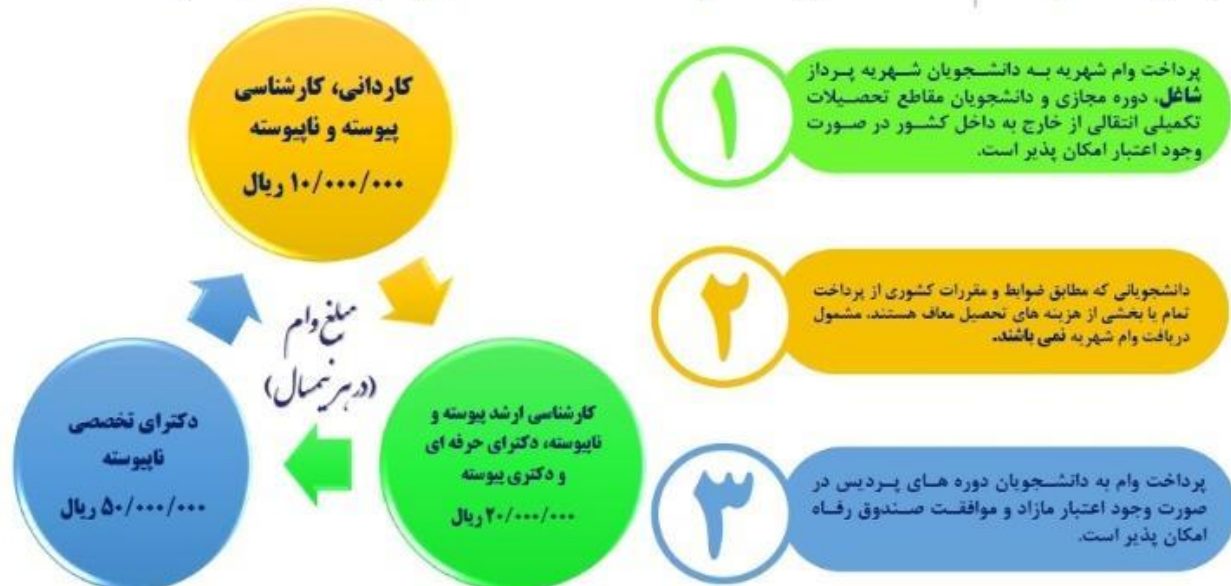 ۱
پرداخت وام شهریه به دانشجویان شهریه پرداز
شاغل، دوره مجازی و دانشجویان مقاطع تحصیلات
تکمیلی انتقالی از خارج به داخل کشور در صورت
وجود اعتبار امکان پذیر است.
۲
دانشجویانی که مطابق ضوابط و مقررات کشوری از پرداخت
تمام یا بخشی از هزینه های تحصیل معاف هستند، مشمول
دریافت وام شهریه نمی باشند.
۳
پرداخت وام به دانشجویان دوره های پردیس در
صورت وجود اعتبار مازاد و موافقت صندوق رفاه
امکان پذیر است.
کاردانی، کارشناسی
پیوسته و ناپیوسته
۱۰/۰۰۰/۰۰۰ ریال
مبلغ وام
(در هر نیمسال)
کارشناسی ارشد پیوسته و
ناپیوسته، دکترای حرفه ای
و دکتری پیوسته
۲۰/۰۰۰/۰۰۰ ریال
دکترای تخصصی
ناپیوسته
۵۰/۰۰۰/۰۰۰ ریال